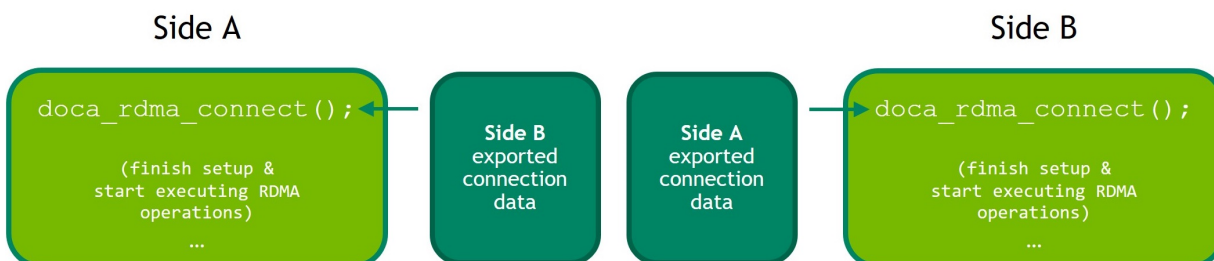 Side A
Side B
doca_rdma_connect();
(finish setup &
start executing RDMA
operations)
...
Side B
exported
connection
data
Side A
exported
connection
data
doca_rdma_connect();
(finish setup &
start executing RDMA
operations)
...